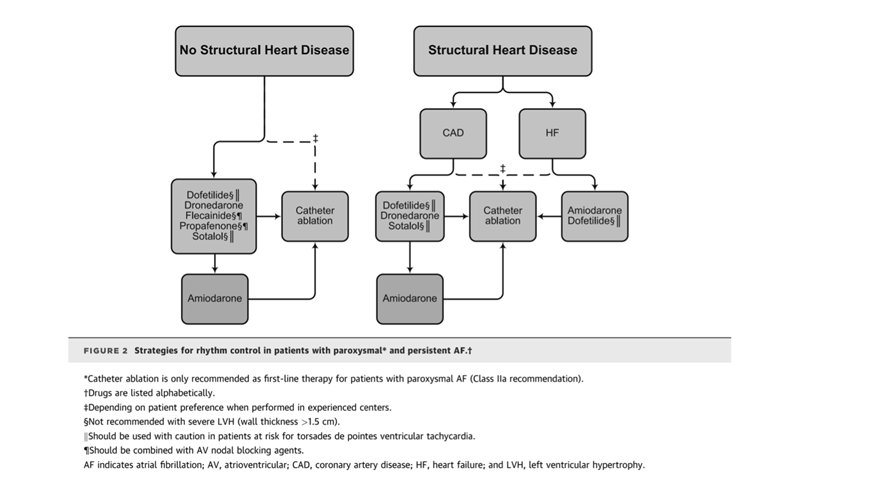 No Structural Heart Disease
Structural Heart Disease
CAD
HF
‡
‡
Dofetilide§‖
Dronedarone
Flecainide§¶
Propafenone§¶
Sotalol§‖
Catheter
ablation
Dofetilide§‖
Dronedarone
Sotalol§‖
Catheter
ablation
Amiodarone
Dofetilide§‖
Amiodarone
Amiodarone
FIGURE 2 Strategies for rhythm control in patients with paroxysmal* and persistent AF.†
*Catheter ablation is only recommended as first-line therapy for patients with paroxysmal AF (Class IIa recommendation).
†Drugs are listed alphabetically.
‡Depending on patient preference when performed in experienced centers.
§Not recommended with severe LVH (wall thickness >1.5 cm).
‖Should be used with caution in patients at risk for torsades de pointes ventricular tachycardia.
¶Should be combined with AV nodal blocking agents.
AF indicates atrial fibrillation; AV, atrioventricular; CAD, coronary artery disease; HF, heart failure; and LVH, left ventricular hypertrophy.